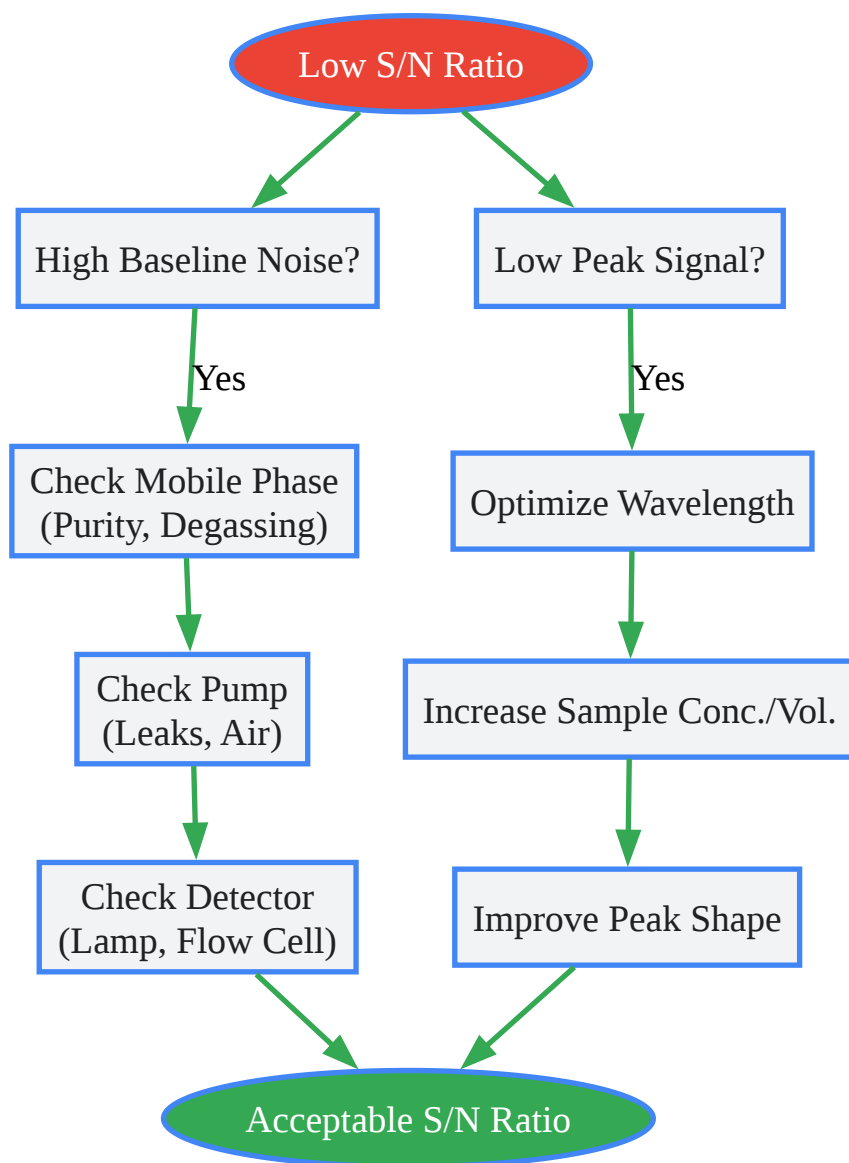 Low S/N Ratio
High Baseline Noise?
Low Peak Signal?
Yes
Yes
Check Mobile Phase
(Purity, Degassing)
Optimize Wavelength
Check Pump
(Leaks, Air)
Increase Sample Conc./Vol.
Check Detector
(Lamp, Flow Cell)
Improve Peak Shape
Acceptable S/N Ratio